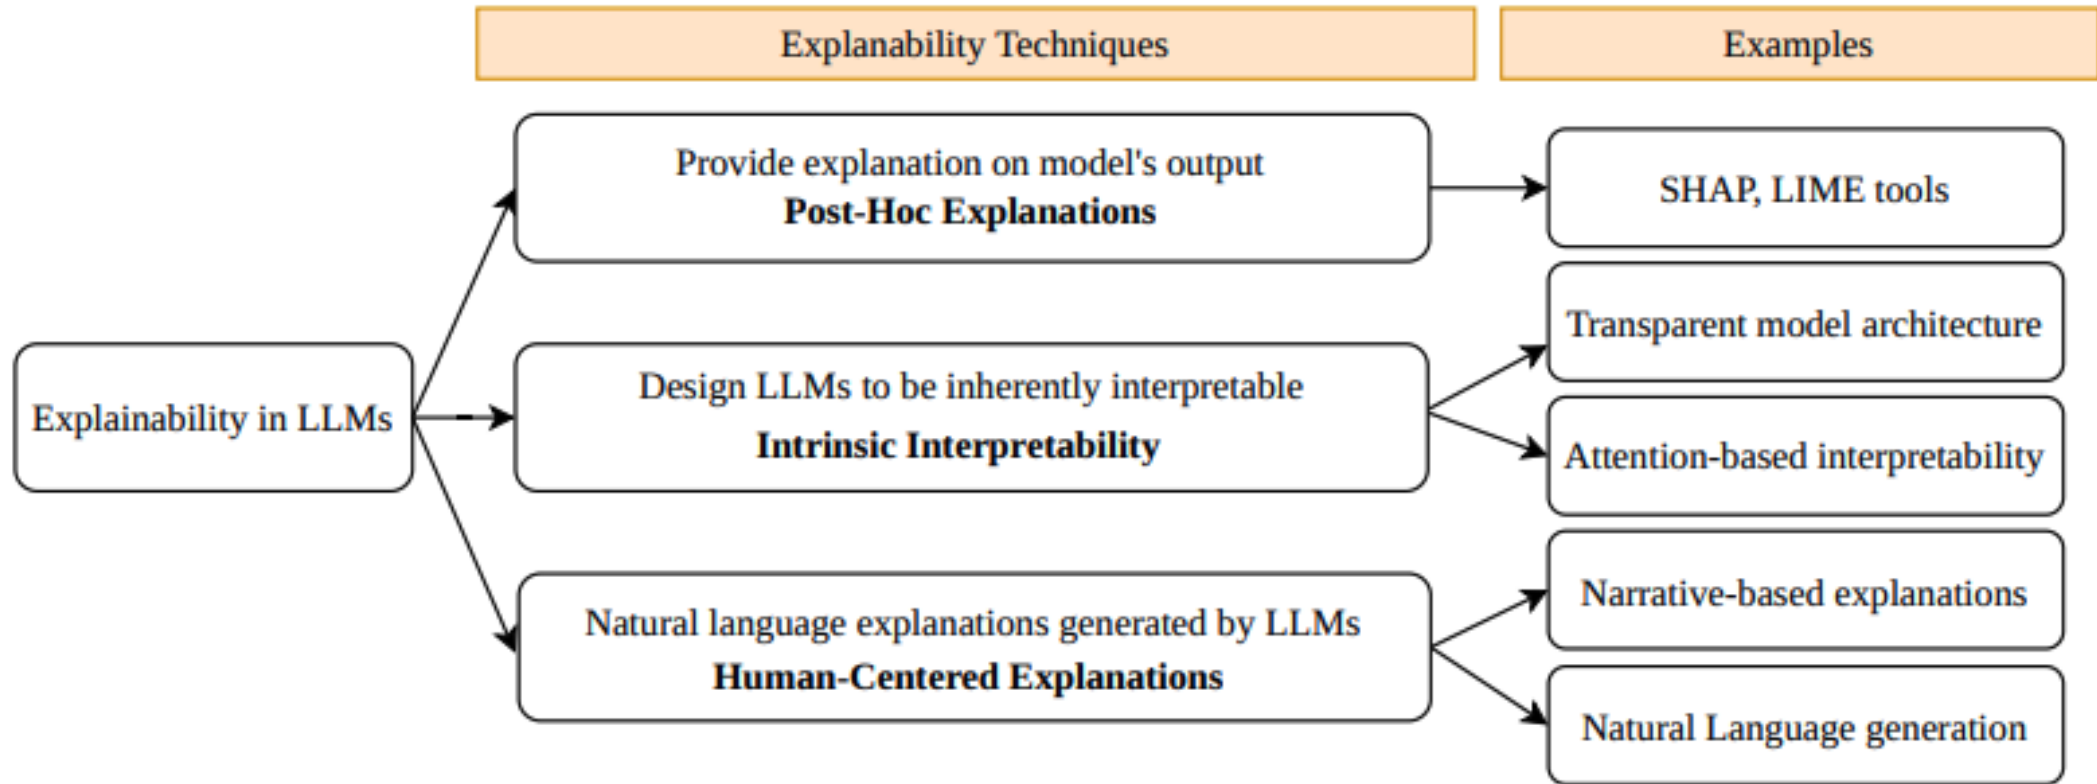 Explanability Techniques
Examples
Provide explanation on model's output
Post-Hoc Explanations
SHAP, LIME tools
Transparent model architecture
Explainability in LLMs
Design LLMs to be inherently interpretable
Intrinsic Interpretability
Attention-based interpretability
Narrative-based explanations
Natural language explanations generated by LLMs
Human-Centered Explanations
Natural Language generation